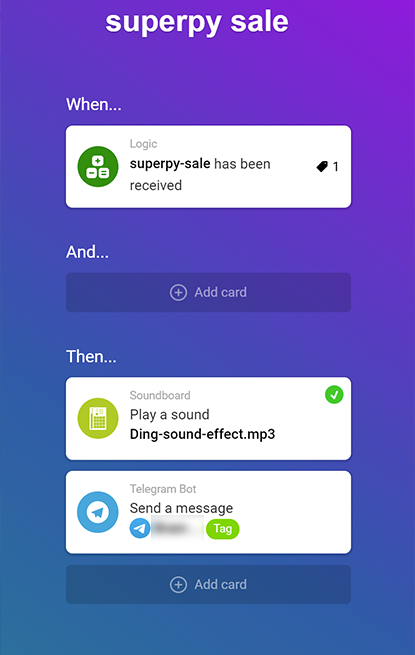 superpy sale
When...
Logic
superpy-sale has been
received
1
And...
Add card
Then...
Soundboard
Play a sound
Ding-sound-effect.mp3
Telegram Bot
Send a message
Tag
Add card